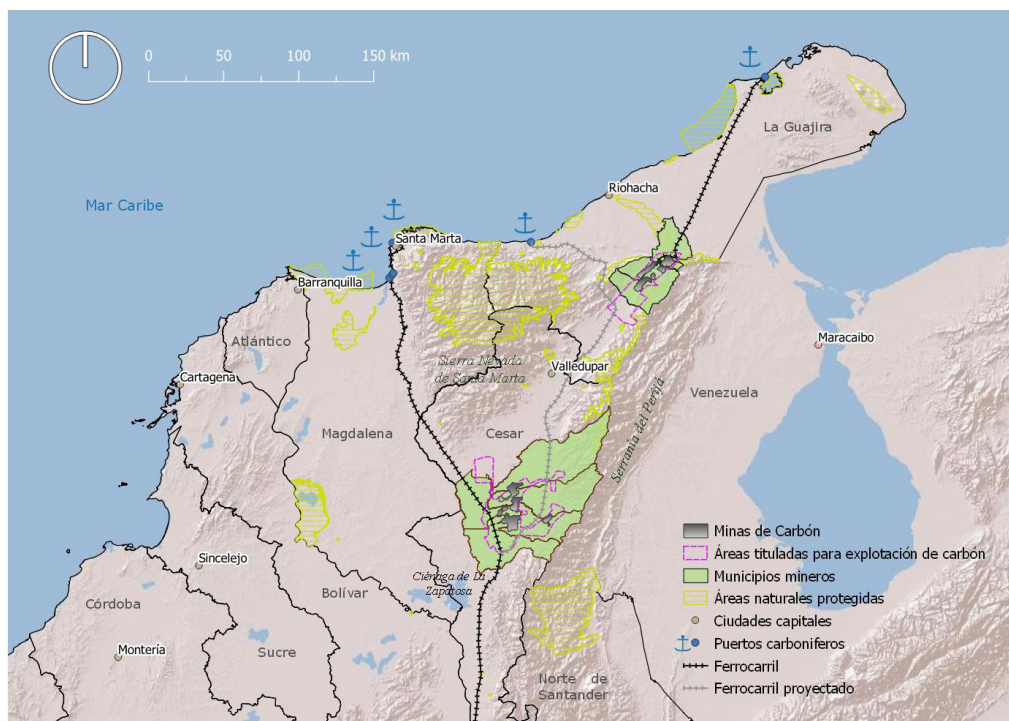 0
50
100
150 km
La Guajira
Riohacha
Mar Caribe
Santa Marta
Barranquilla
Atlántico
Maracaibo
Sierra Nevada
de Santa Marta
Valledupar
Cartagena
Venezuela
Magdalena
Cesar
Serranía del Perijá
Sincelejo
Ciénaga de La
Zapatosa
Bolívar
Córdoba
Sucre
Montería
Norte de
Santander
Minas de Carbón
Áreas tituladas para explotación de carbón
Municipios mineros
Áreas naturales protegidas
Ciudades capitales
Puertos carboniferos
Ferrocarril
Ferrocarril proyectado